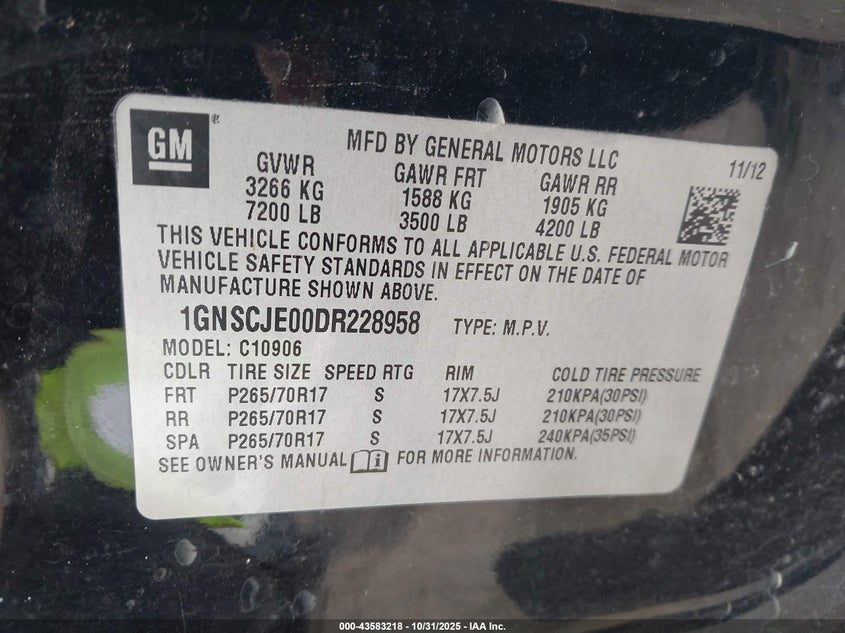 GM®
MFD BY GENERAL MOTORS LLC
11/12
GVWR GAWR FRT GAWR RR
3266 KG 1588 KG 1905 KG
7200 LB 3500 LB 4200 LB
THIS VEHICLE CONFORMS TO ALL APPLICABLE U.S. FEDERAL MOTOR
VEHICLE SAFETY STANDARDS IN EFFECT ON THE DATE OF
MANUFACTURE SHOWN ABOVE.
1GNSCJE00DR228958 TYPE: M.P.V.
MODEL: C10906
CDLR TIRE SIZE SPEED RTG RIM COLD TIRE PRESSURE
FRT P265/70R17 S 17X7.5J 210KPA(30PSI)
RR P265/70R17 S 17X7.5J 210KPA(30PSI)
SPA P265/70R17 S 17X7.5J 240KPA(35PSI)
SEE OWNER'S MANUAL FOR MORE INFORMATION.
000-43583218 - 10/31/2025 - IAA Inc.